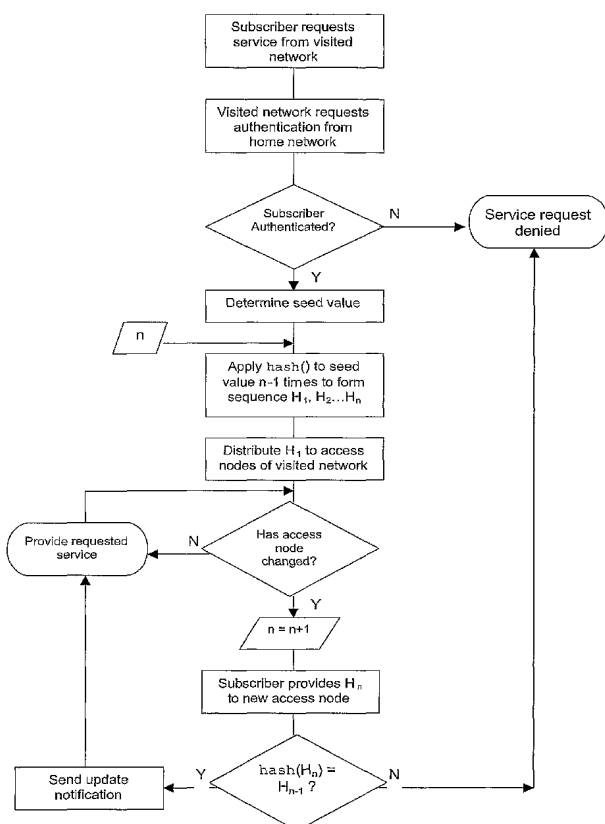 Subscriber requests
service from visited
network
Visited network requests
authentication from
home network
Subscriber
Authenticated?
N
Service request
denied
Y
Determine seed value
n
Apply hash() to seed
value n-1 times to form
sequence H₁, H₂...Hₙ
Distribute H₁ to access
nodes of visited network
Provide requested
service
N
Has access
node
changed?
Y
n = n+1
Subscriber provides Hₙ
to new access node
Send update
notification
Y
hash(Hₙ) =
Hₙ₋₁ ?
N